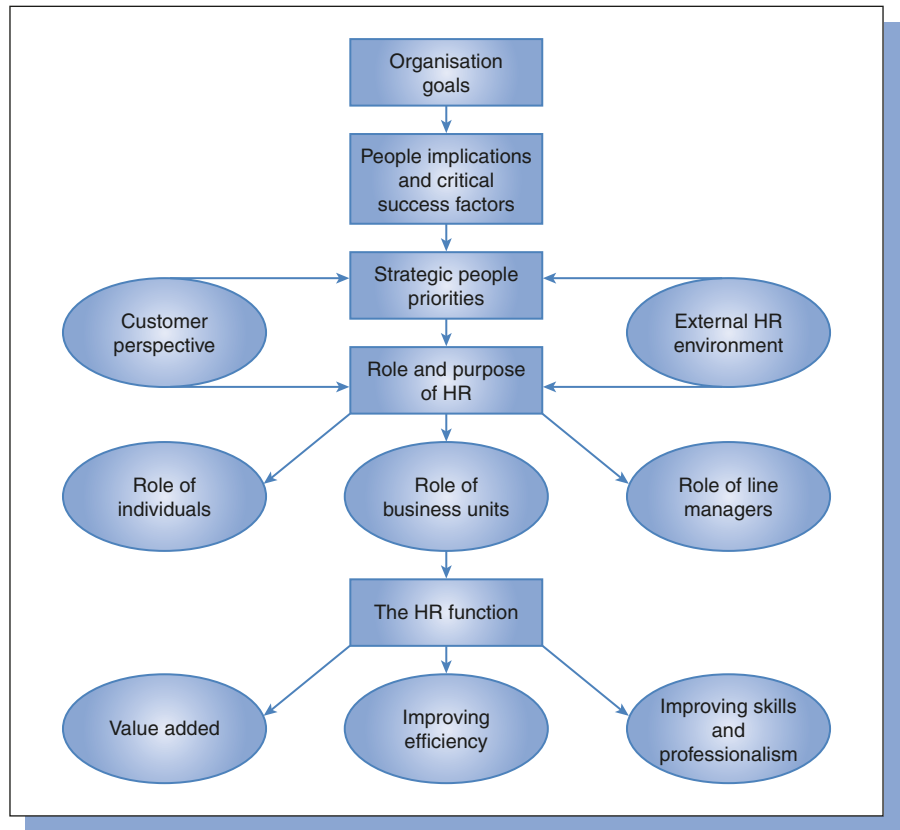 Organisation
goals
People implications
and critical
success factors
Strategic people
priorities
Customer
perspective
External HR
environment
Role and purpose
of HR
Role of
individuals
Role of
business units
Role of line
managers
The HR function
Value added
Improving
efficiency
Improving skills
and
professionalism